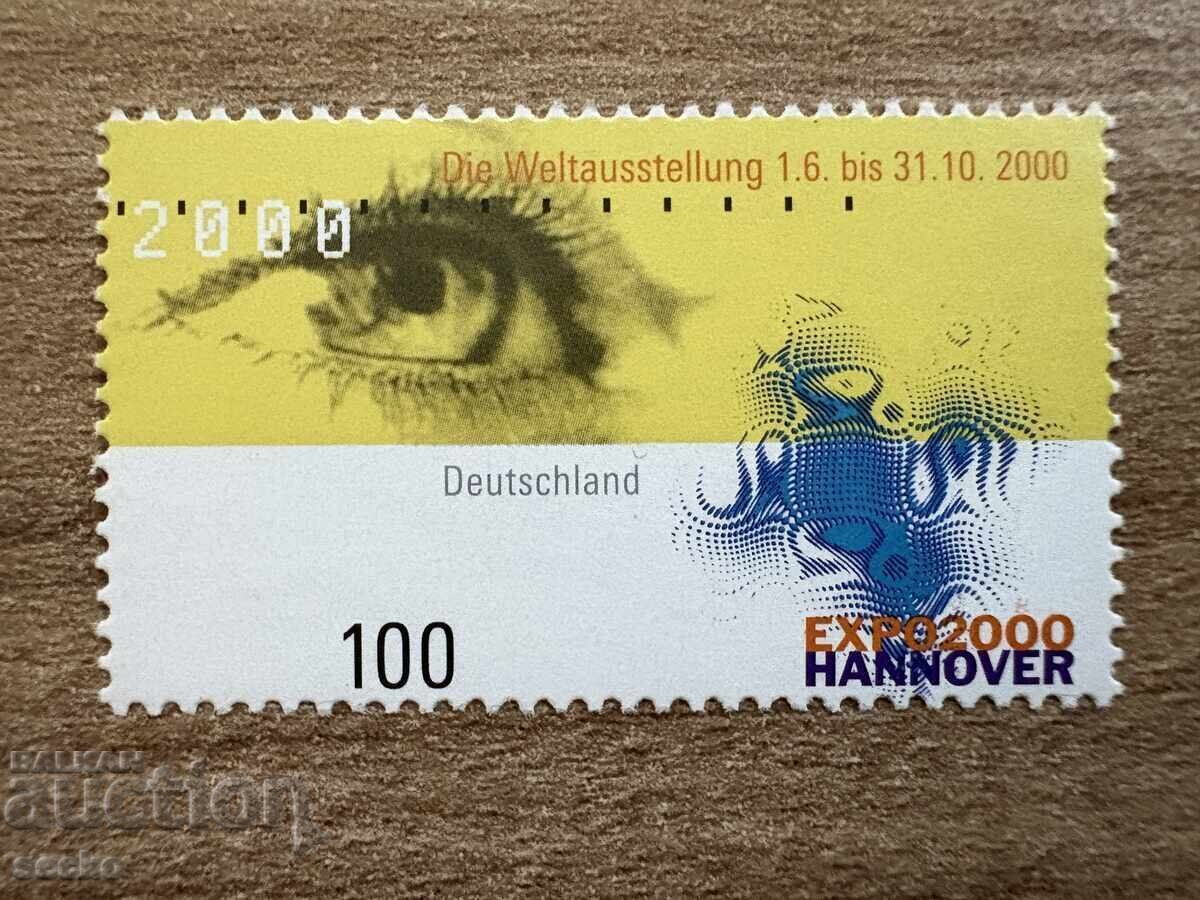 Die Weltausstellung 1.6. bis 31.10. 2000
2000
Deutschland
100
EXPO2000
HANNOVER
BALKAN
auction
secko